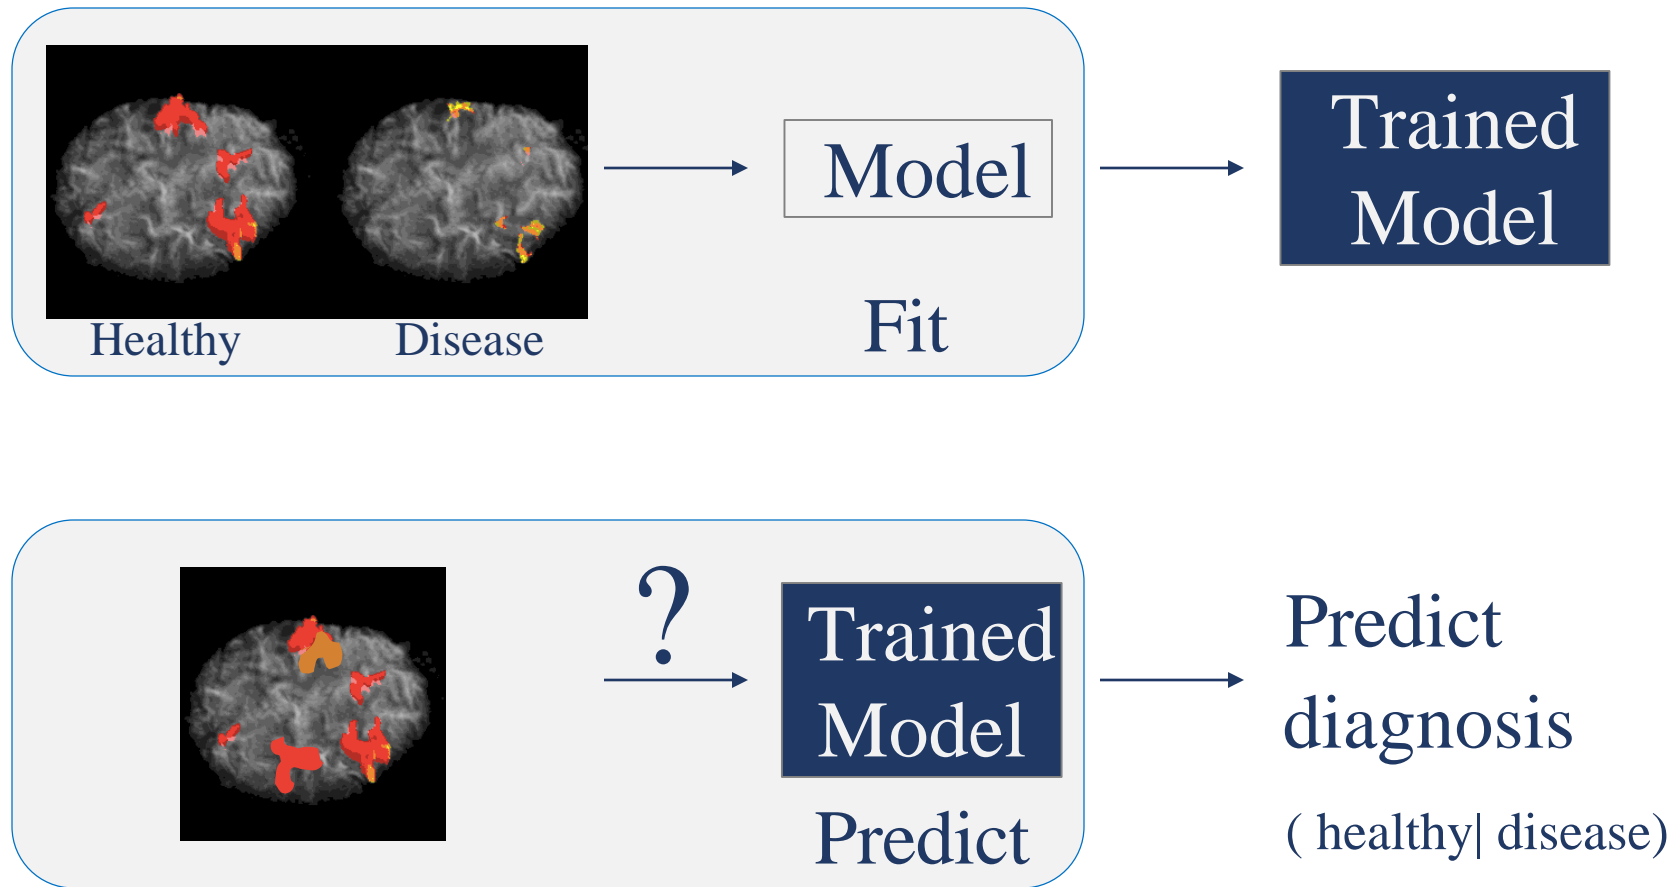 Healthy
Disease
Model
Fit
Trained
Model
?
Trained
Model
Predict
Predict
diagnosis
( healthy| disease)